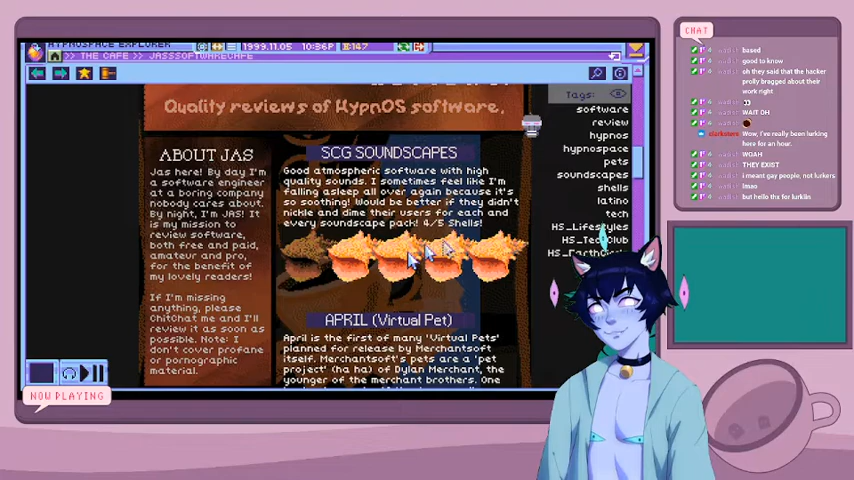 HYPNOSPACE EXPLORER
1999.11.05 10:36P
147
>> THE CAFE >> JASSSOFTWARECAFE
Quality reviews of HypnOS software,
ABOUT JAS
Jas here! By day I'm
a software engineer
at a boring company
nobody cares about.
By night, I'm JAS! It
is my mission to
review software,
both free and paid,
amateur and pro,
for the benefit of
my lovely readers!
If I'm missing
anything, please
ChitChat me and I'll
review it as soon as
possible. Note: I
don't cover profane
or pornographic
material.
SCG SOUNDSCAPES
Good atmospheric software with high
quality sounds. I sometimes feel like I'm
falling asleep all over again because it's
so soothing! Would be better if they didn't
nickle and dime their users for each and
every soundscape pack! 4/5 Shells!
APRIL (Virtual Pet)
April is the first of many 'Virtual Pets'
planned for release by Merchantsoft
itself. Merchantsoft's pets are a 'pet
project' (ha ha) of Dylan Merchant, the
younger of the merchant brothers. One
Tags:
software
review
hypnos
hypnospace
pets
soundscapes
shells
latino
tech
HS_Lifestyles
NOW PLAYING
CHAT
based
good to know
oh they said that the hacker
prolly bragged about their
work right
WAIT OH
Wow, I've really been lurking
here for an hour.
WOAH
THEY EXIST
i meant gay people, not lurkers
lmao
but hello thx for lurkiin